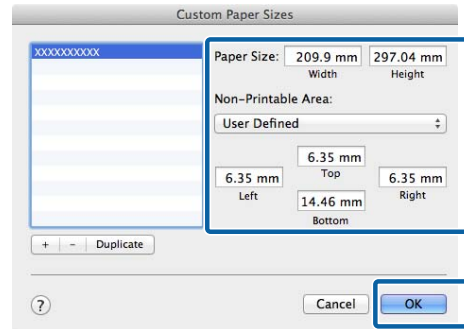 Custom Paper Sizes
XXXXXXXXXX
Paper Size: 209.9 mm 297.04 mm
Width Height
Non-Printable Area:
User Defined
6.35 mm
Top
6.35 mm 6.35 mm
Left Right
14.46 mm
Bottom
+ - Duplicate
? Cancel OK